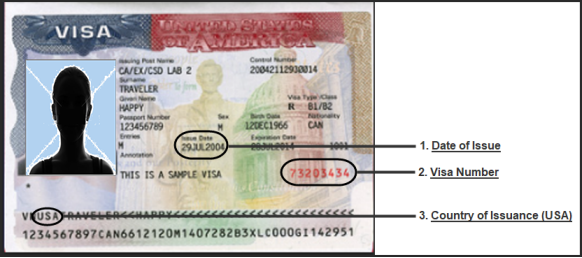 VISA
UNITED STATES
OF AMERICA
Issuing Post Name
CA/EX/CSD LAB 2
Control Number
20042112930014
Surname
TRAVELER
Given Name
HAPPY
Visa Type /Class
R B1/B2
Passport Number
123456789
Sex
M
Birth Date
12DEC1966
Nationality
CAN
Entries
M
Issue Date
29JUL2004
Expiration Date
28JUL2014
Annotation
THIS IS A SAMPLE VISA
73203434
1. Date of Issue
2. Visa Number
3. Country of Issuance (USA)
VNUSATRAVELER<<HAPPY<<<<<<<<<<<<<<<<<<<<<<<<